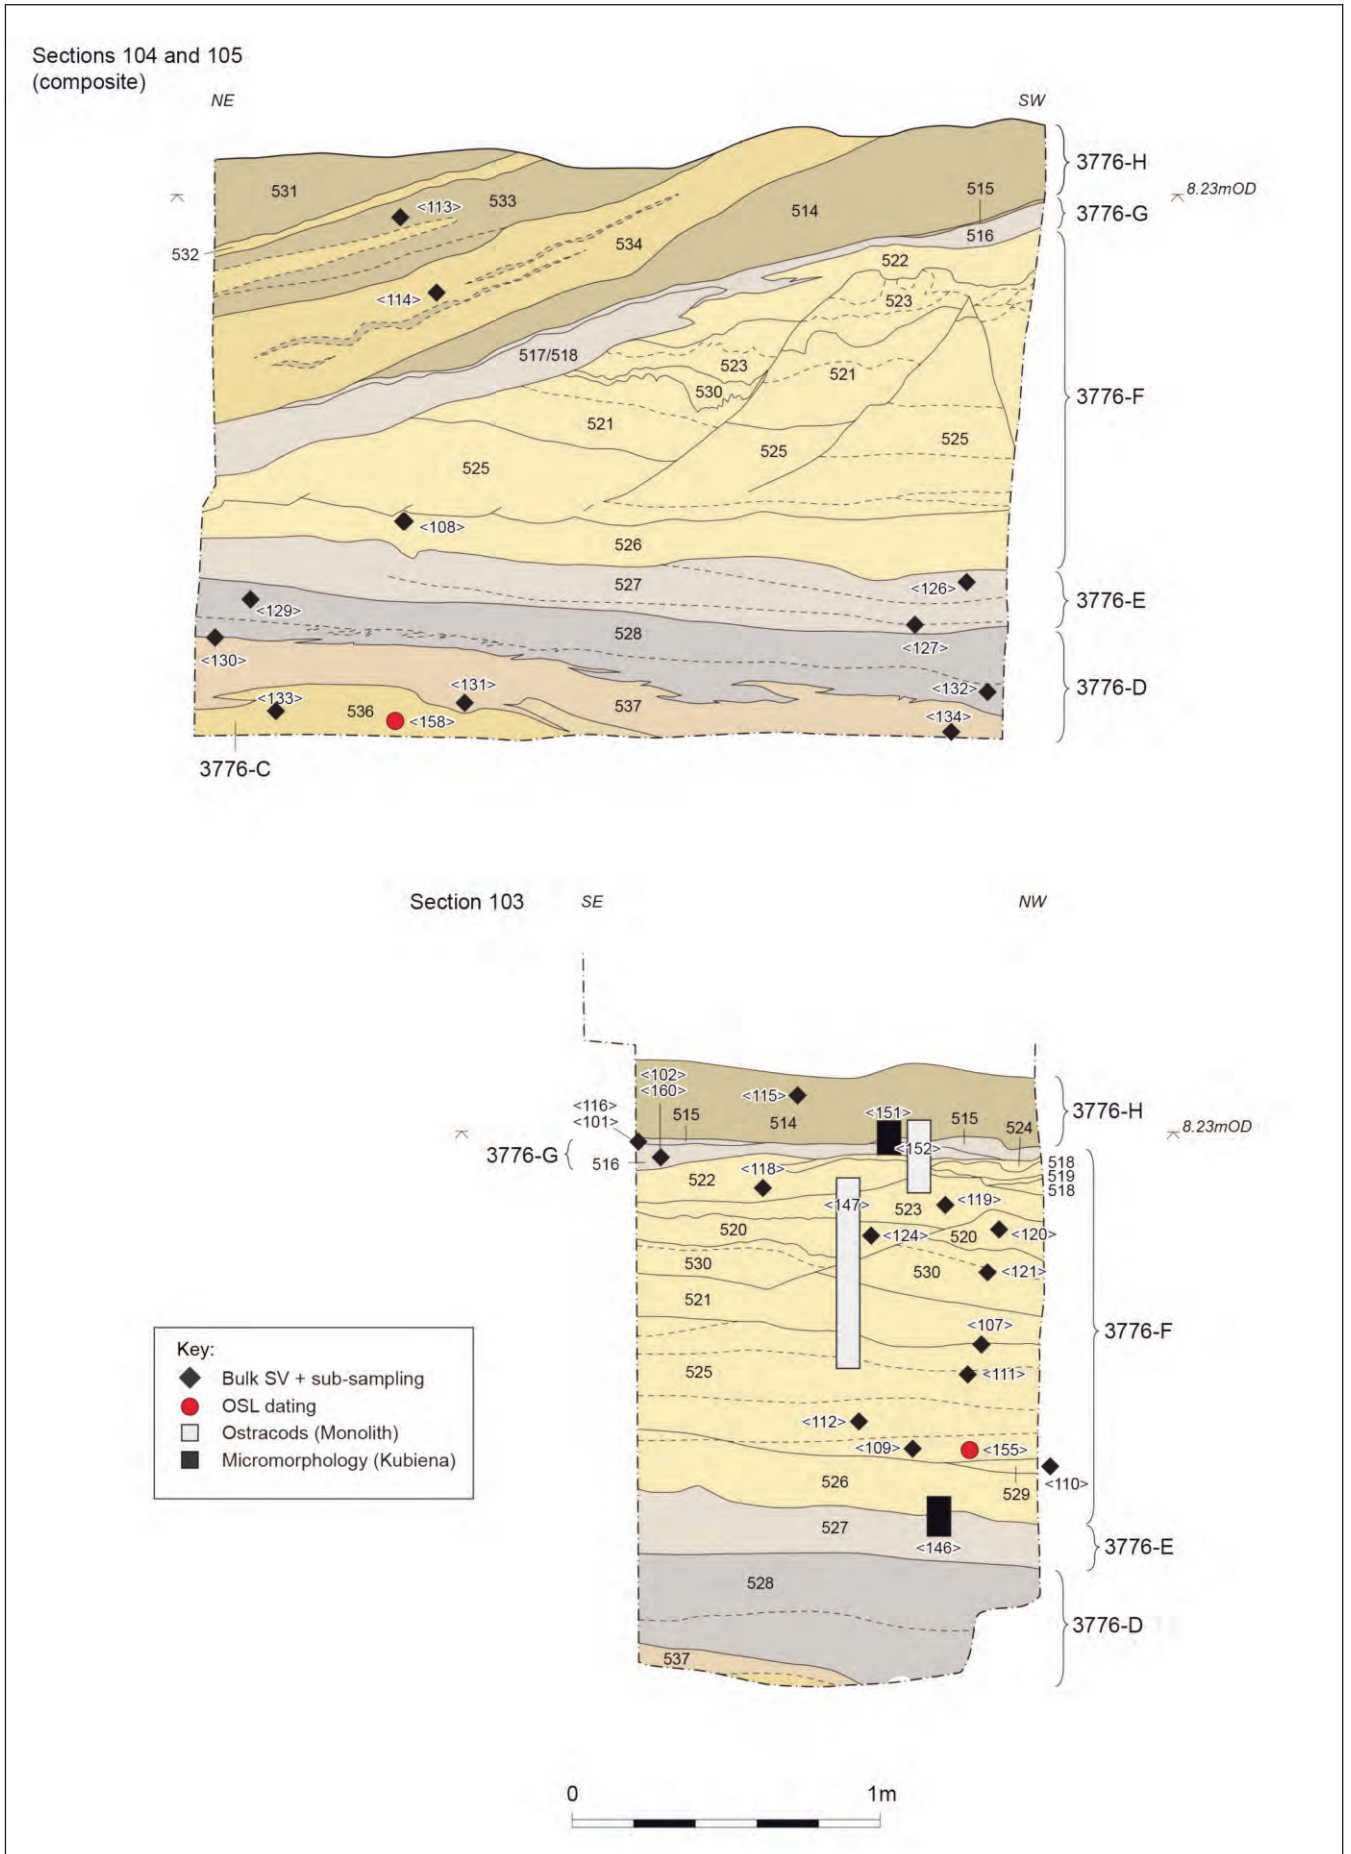 Sections 104 and 105
(composite)
NE
SW
3776-H
531
<113>
533
515
8.23mOD
3776-G
532
534
514
516
522
<114>
523
517/518
523
530
521
3776-F
521
525
525
525
<108>
526
527
<126>
3776-E
<129>
528
<127>
<130>
<133>
<131>
<132>
3776-D
536
<158>
537
<134>
3776-C
Section 103
SE
NW
<102>
<160>
<115>
<116>
<151>
3776-H
<101>
515
514
515
524
8.23mOD
3776-G
516
<152>
518
519
518
522
<118>
<147>
523
<119>
520
<124>
520
<120>
530
530
<121>
521
<107>
3776-F
525
<111>
<112>
<109>
<155>
526
529
<110>
527
<146>
3776-E
528
3776-D
537
Key:
Bulk SV + sub-sampling
OSL dating
Ostracods (Monolith)
Micromorphology (Kubiena)
0
1m